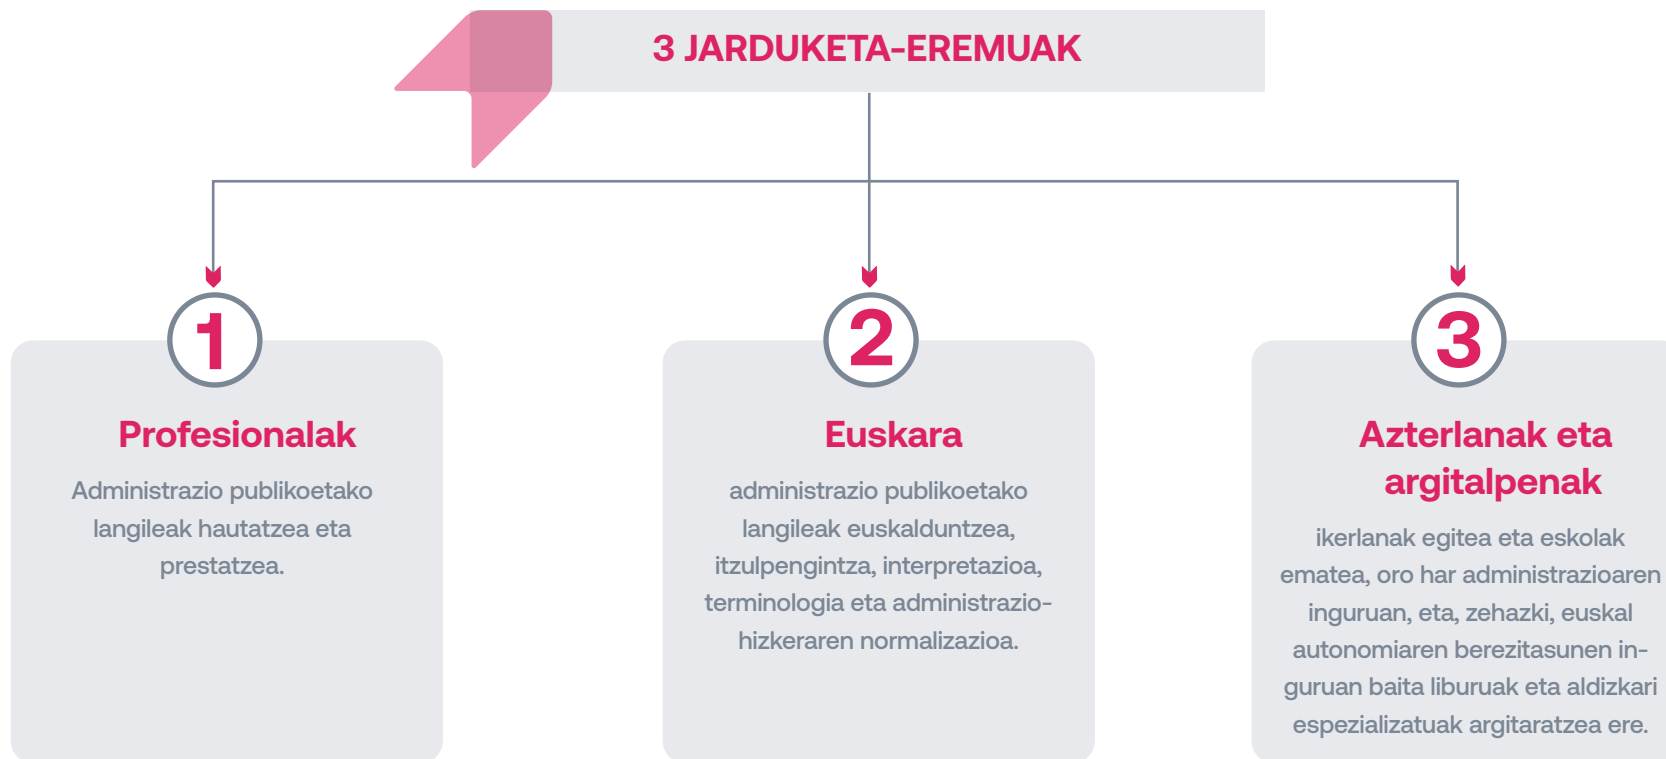 3 JARDUKETA-EREMUAK
1
Profesionalak
Administrazio publikoetako
langileak hautatzea eta
prestatzea.
2
Euskara
administrazio publikoetako
langileak euskalduntzea,
itzulpengintza, interpretazioa,
terminologia eta administrazio-
hizkeraren normalizazioa.
3
Azterlanak eta
argitalpenak
ikerlanak egitea eta eskolak
ematea, oro har administrazioaren
inguruan, eta, zehazki, euskal
autonomiaren berezitasunen in-
guruan baita liburuak eta aldizkari
espezializatuak argitaratzea ere.